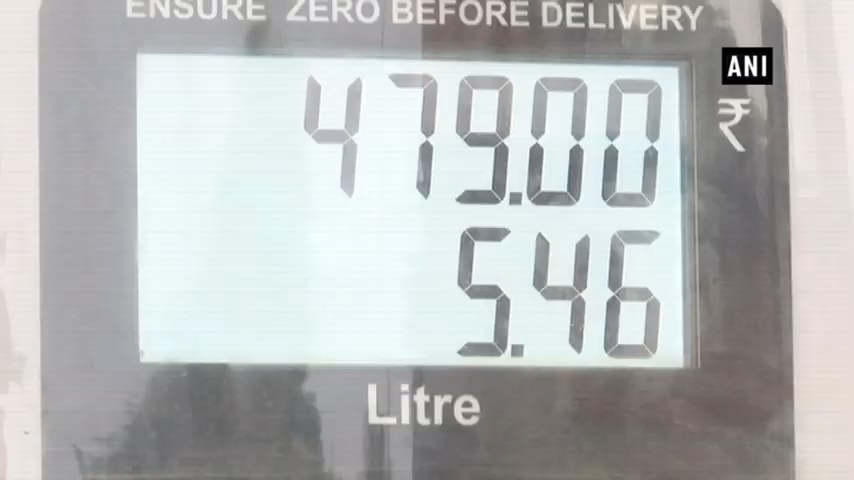 ENSURE ZERO BEFORE DELIVERY
ANI
479.00 ₹
5.46
Litre